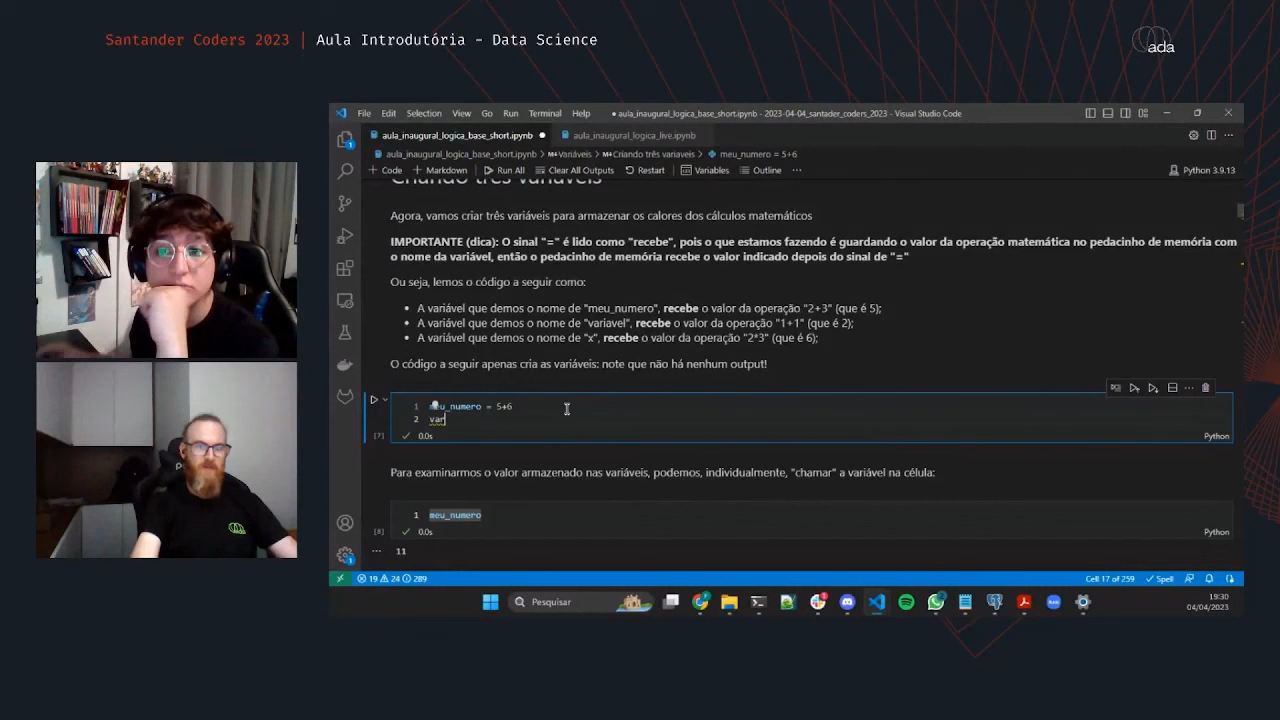 Santander Coders 2023 | Aula Introdutória - Data Science
ada
File Edit Selection View Go Run Terminal Help
● aula_inaugural_logica_base_short.ipynb - 2023-04-04_santader_coders_2023 - Visual Studio Code
aula_inaugural_logica_base_short.ipynb ● aula_inaugural_logica_live.ipynb
aula_inaugural_logica_base_short.ipynb > Variáveis > Criando três variaveis > meu_numero = 5+6
+ Code + Markdown Run All Clear All Outputs Restart Variables Outline ··· Python 3.9.13
Criando três variáveis
Agora, vamos criar três variáveis para armazenar os calores dos cálculos matemáticos
IMPORTANTE (dica): O sinal "=" é lido como "recebe", pois o que estamos fazendo é guardando o valor da operação matemática no pedacinho de memória com
o nome da variável, então o pedacinho de memória recebe o valor indicado depois do sinal de "="
Ou seja, lemos o código a seguir como:
• A variável que demos o nome de "meu_numero", recebe o valor da operação "2+3" (que é 5);
• A variável que demos o nome de "variavel", recebe o valor da operação "1+1" (que é 2);
• A variável que demos o nome de "x", recebe o valor da operação "2*3" (que é 6);
O código a seguir apenas cria as variáveis: note que não há nenhum output!
1 meu_numero = 5+6
2 var
[7] 0.0s Python
Para examinarmos o valor armazenado nas variáveis, podemos, individualmente, "chamar" a variável na célula:
1 meu_numero
[8] 0.0s Python
··· 11
19 24 289 Cell 17 of 259 Spell
Pesquisar 19:30
04/04/2023